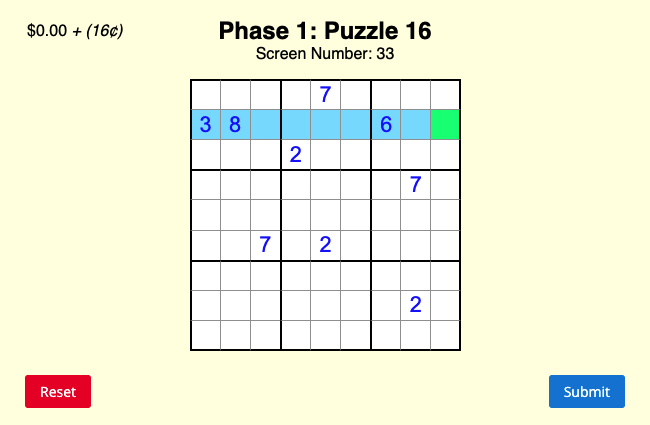 $0.00 + (16¢)
Phase 1: Puzzle 16
Screen Number: 33
7
3 8 6
2
7
7 2
2
Reset
Submit